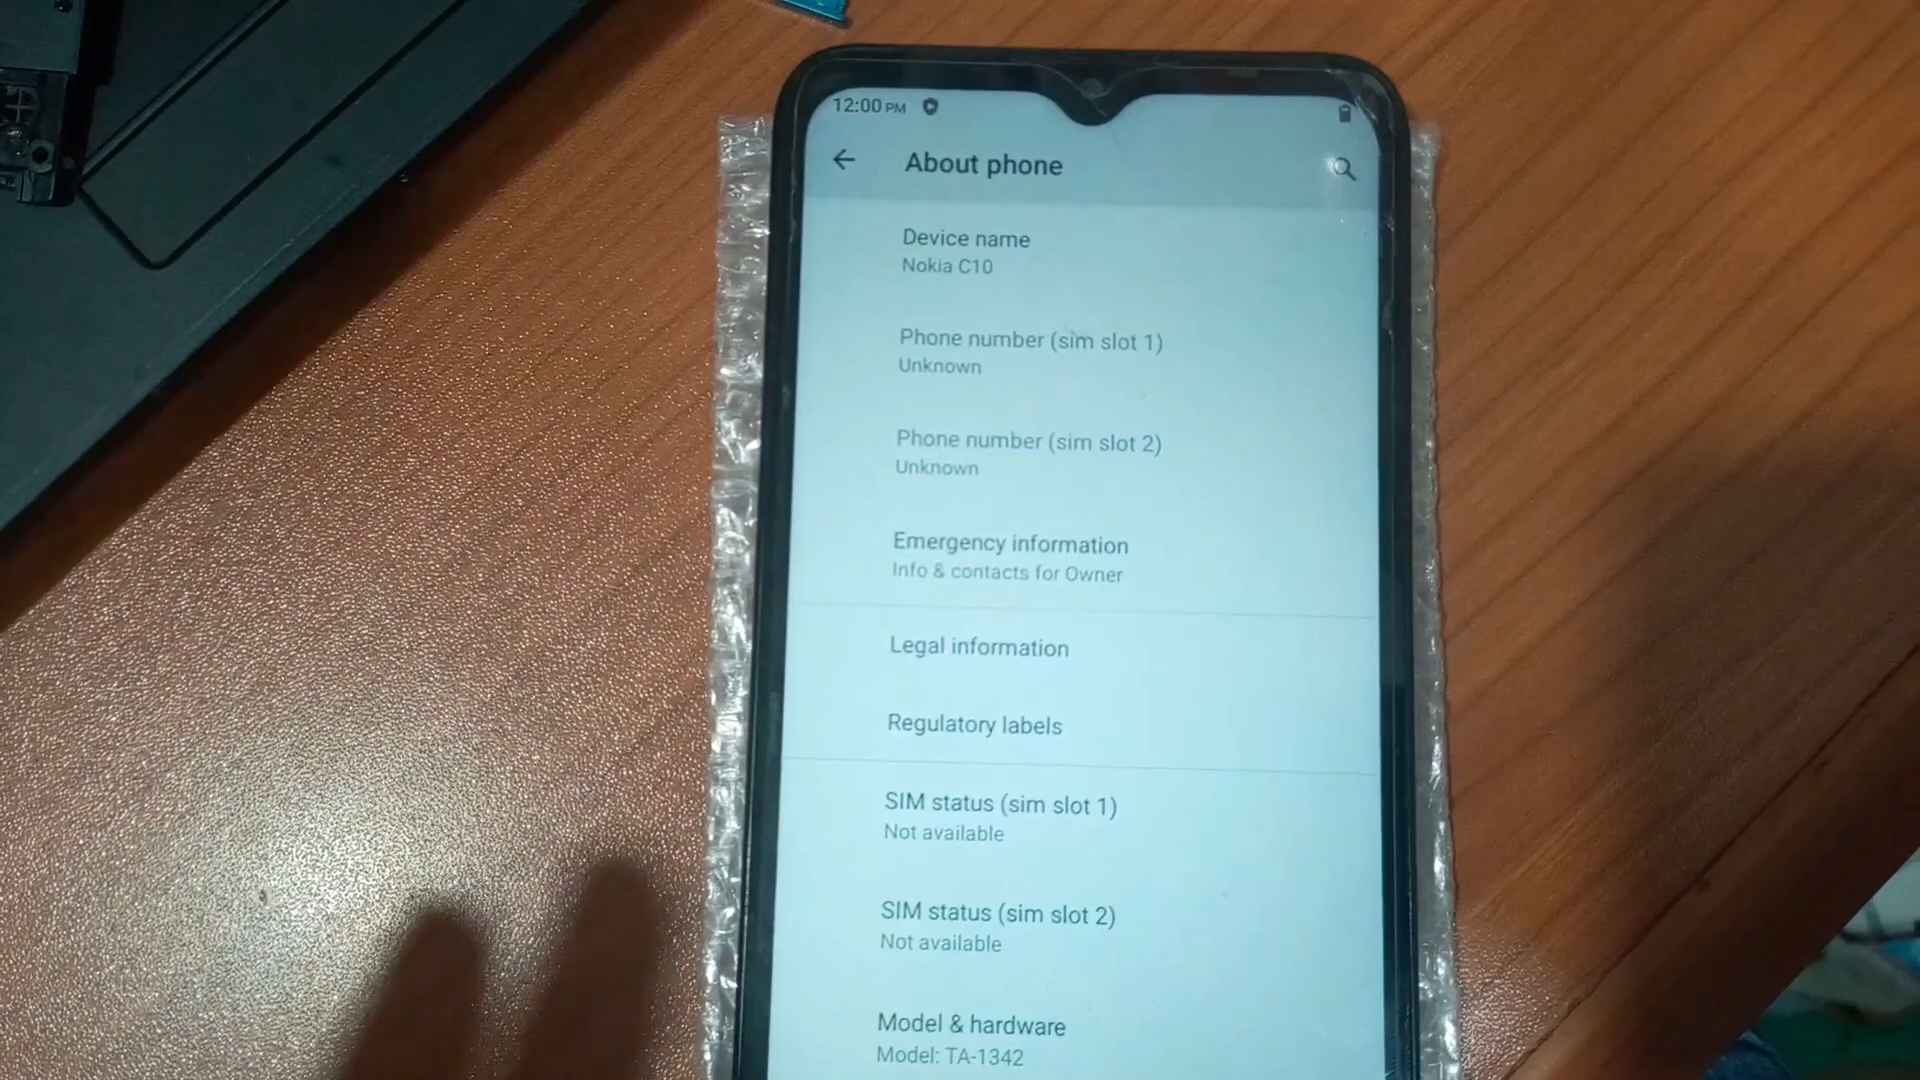 12:00 PM
About phone
Device name
Nokia C10
Phone number (sim slot 1)
Unknown
Phone number (sim slot 2)
Unknown
Emergency information
Info & contacts for Owner
Legal information
Regulatory labels
SIM status (sim slot 1)
Not available
SIM status (sim slot 2)
Not available
Model & hardware
Model: TA-1342